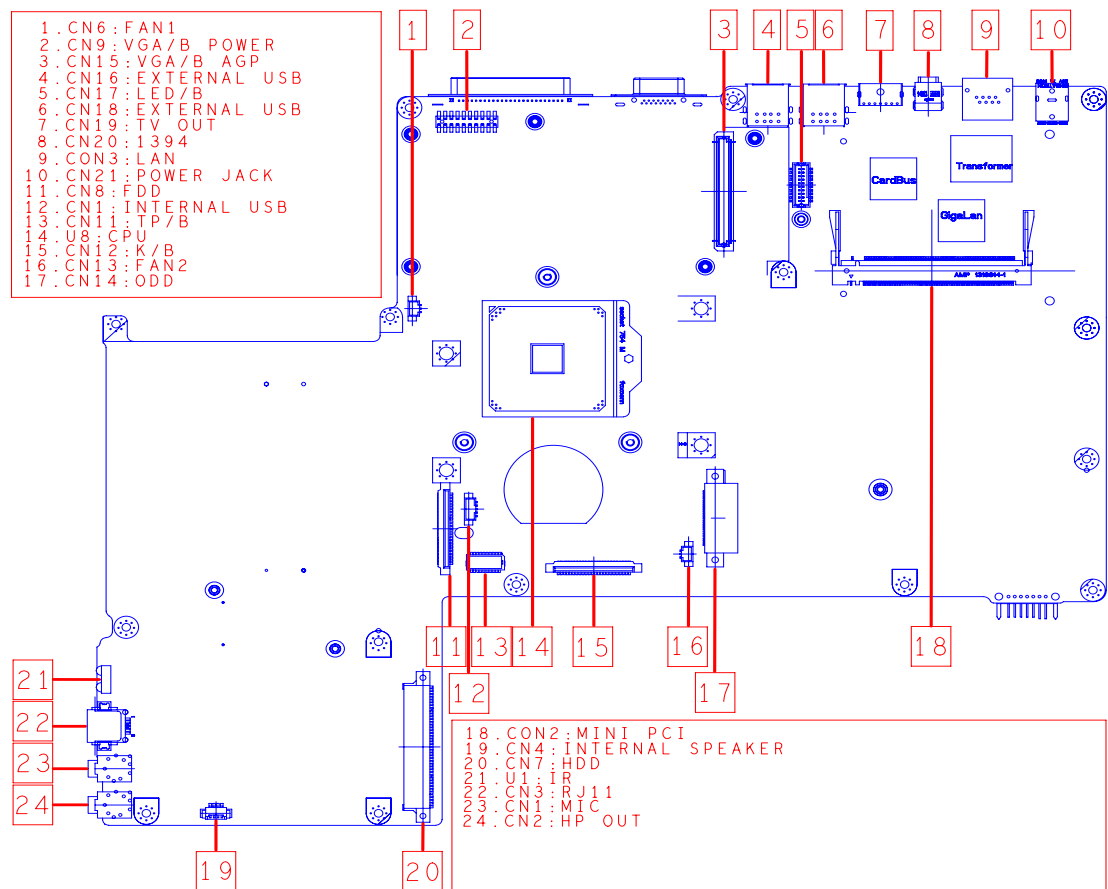 1.CN6:FAN1
2.CN9:VGA/B POWER
3.CN15:VGA/B AGP
4.CN16:EXTERNAL USB
5.CN17:LED/B
6.CN18:EXTERNAL USB
7.CN19:TV OUT
8.CN20:1394
9.CON3:LAN
10.CN21:POWER JACK
11.CN8:FDD
12.CN1:INTERNAL USB
13.CN11:TP/B
14.U8:CPU
15.CN12:K/B
16.CN13:FAN2
17.CN14:ODD
1
2
3
4
5
6
7
8
9
10
CardBus
Transformer
GigaLan
socket 754 M
foxconn
11
13
14
15
16
18
12
17
21
22
23
24
19
20
18.CON2:MINI PCI
19.CN4:INTERNAL SPEAKER
20.CN7:HDD
21.U1:IR
22.CN3:RJ11
23.CN1:MIC
24.CN2:HP OUT